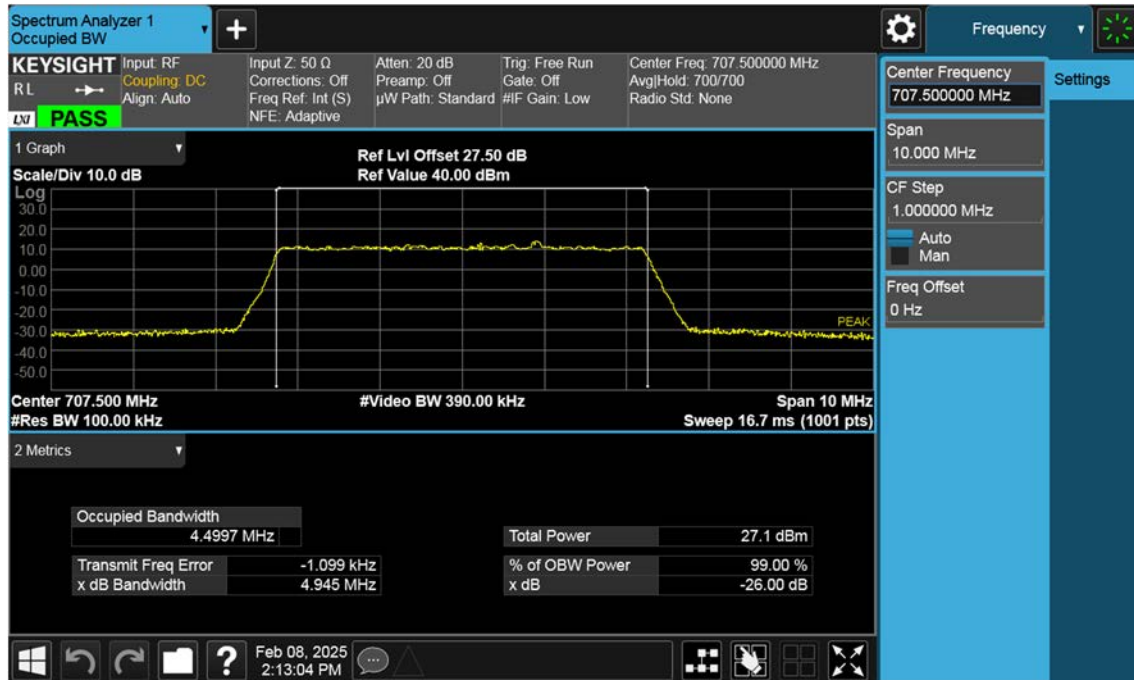 Spectrum Analyzer 1
Occupied BW
+
Frequency
KEYSIGHT
R L
LXI PASS
Input: RF
Coupling: DC
Align: Auto
Input Z: 50 Ω
Corrections: Off
Freq Ref: Int (S)
NFE: Adaptive
Atten: 20 dB
Preamp: Off
µW Path: Standard
Trig: Free Run
Gate: Off
#IF Gain: Low
Center Freq: 707.500000 MHz
Avg|Hold: 700/700
Radio Std: None
Center Frequency
707.500000 MHz
Settings
Span
10.000 MHz
CF Step
1.000000 MHz
Auto
Man
Freq Offset
0 Hz
1 Graph
Scale/Div 10.0 dB
Ref Lvl Offset 27.50 dB
Ref Value 40.00 dBm
Log
30.0
20.0
10.0
0.00
-10.0
-20.0
-30.0
-40.0
-50.0
PEAK
Center 707.500 MHz
#Video BW 390.00 kHz
Span 10 MHz
#Res BW 100.00 kHz
Sweep 16.7 ms (1001 pts)
2 Metrics
Occupied Bandwidth
4.4997 MHz
Total Power 27.1 dBm
Transmit Freq Error -1.099 kHz
% of OBW Power 99.00 %
x dB Bandwidth 4.945 MHz
x dB -26.00 dB
?
Feb 08, 2025
2:13:04 PM